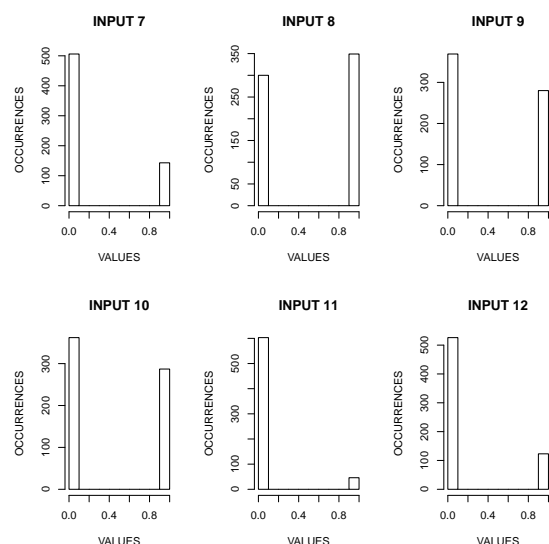 INPUT 7
INPUT 8
INPUT 9
OCCURRENCES
0 100 200 300 400 500
0.0 0.4 0.8
VALUES
OCCURRENCES
0 50 150 250 350
0.0 0.4 0.8
VALUES
OCCURRENCES
0 100 200 300
0.0 0.4 0.8
VALUES
INPUT 10
INPUT 11
INPUT 12
OCCURRENCES
0 100 200 300
0.0 0.4 0.8
VALUES
OCCURRENCES
0 100 300 500
0.0 0.4 0.8
VALUES
OCCURRENCES
0 100 200 300 400 500
0.0 0.4 0.8
VALUES